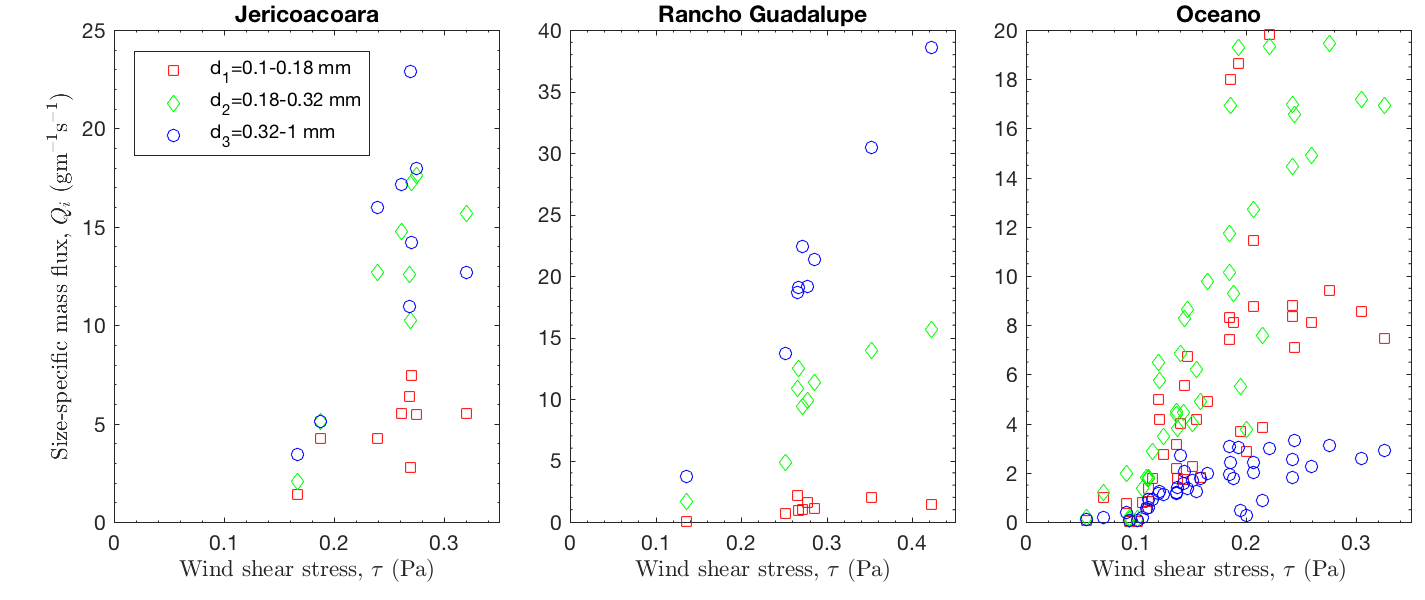 Jericoacoara
Rancho Guadalupe
Oceano
Size-specific mass flux, Qᵢ (gm⁻¹s⁻¹)
25
20
15
10
5
0
d₁=0.1-0.18 mm
d₂=0.18-0.32 mm
d₃=0.32-1 mm
0 0.1 0.2 0.3
Wind shear stress, τ (Pa)
40
35
30
25
20
15
10
5
0
0 0.1 0.2 0.3 0.4
Wind shear stress, τ (Pa)
20
18
16
14
12
10
8
6
4
2
0
0 0.1 0.2 0.3
Wind shear stress, τ (Pa)